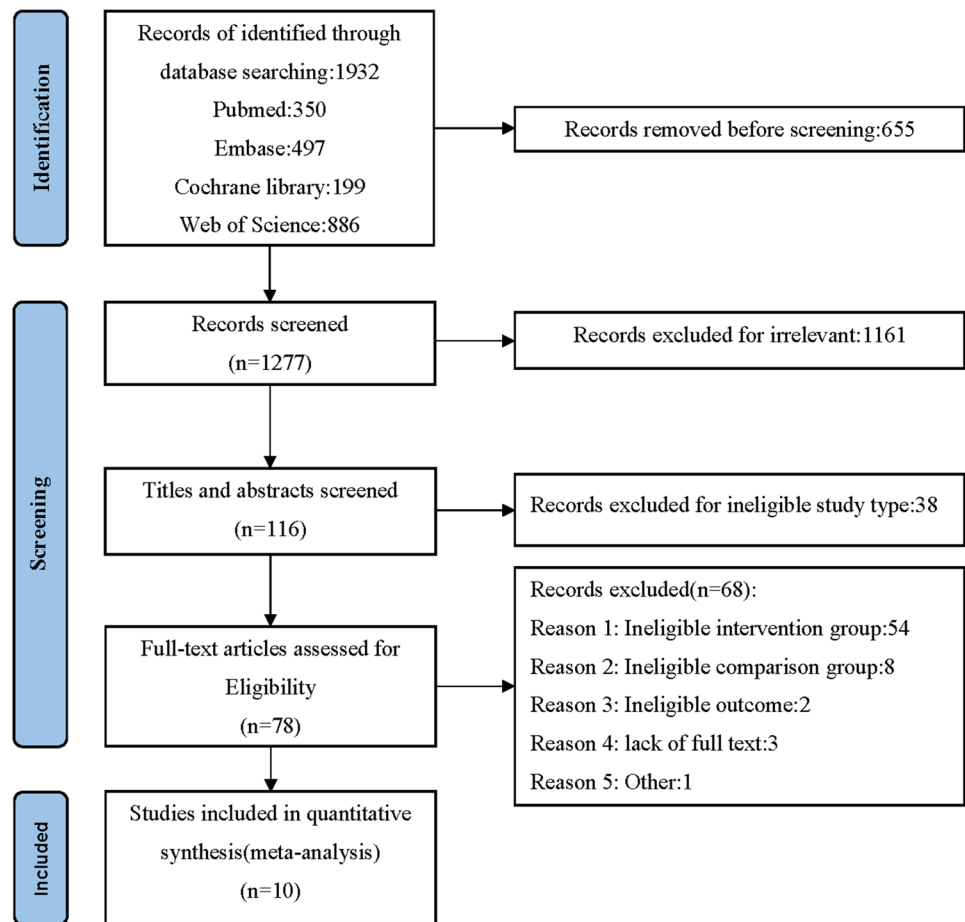 Identification
Records of identified through
database searching:1932
Pubmed:350
Embase:497
Cochrane library:199
Web of Science:886
Records removed before screening:655
Screening
Records screened
(n=1277)
Records excluded for irrelevant:1161
Titles and abstracts screened
(n=116)
Records excluded for ineligible study type:38
Full-text articles assessed for
Eligibility
(n=78)
Records excluded(n=68):
Reason 1: Ineligible intervention group:54
Reason 2: Ineligible comparison group:8
Reason 3: Ineligible outcome:2
Reason 4: lack of full text:3
Reason 5: Other:1
Included
Studies included in quantitative
synthesis(meta-analysis)
(n=10)